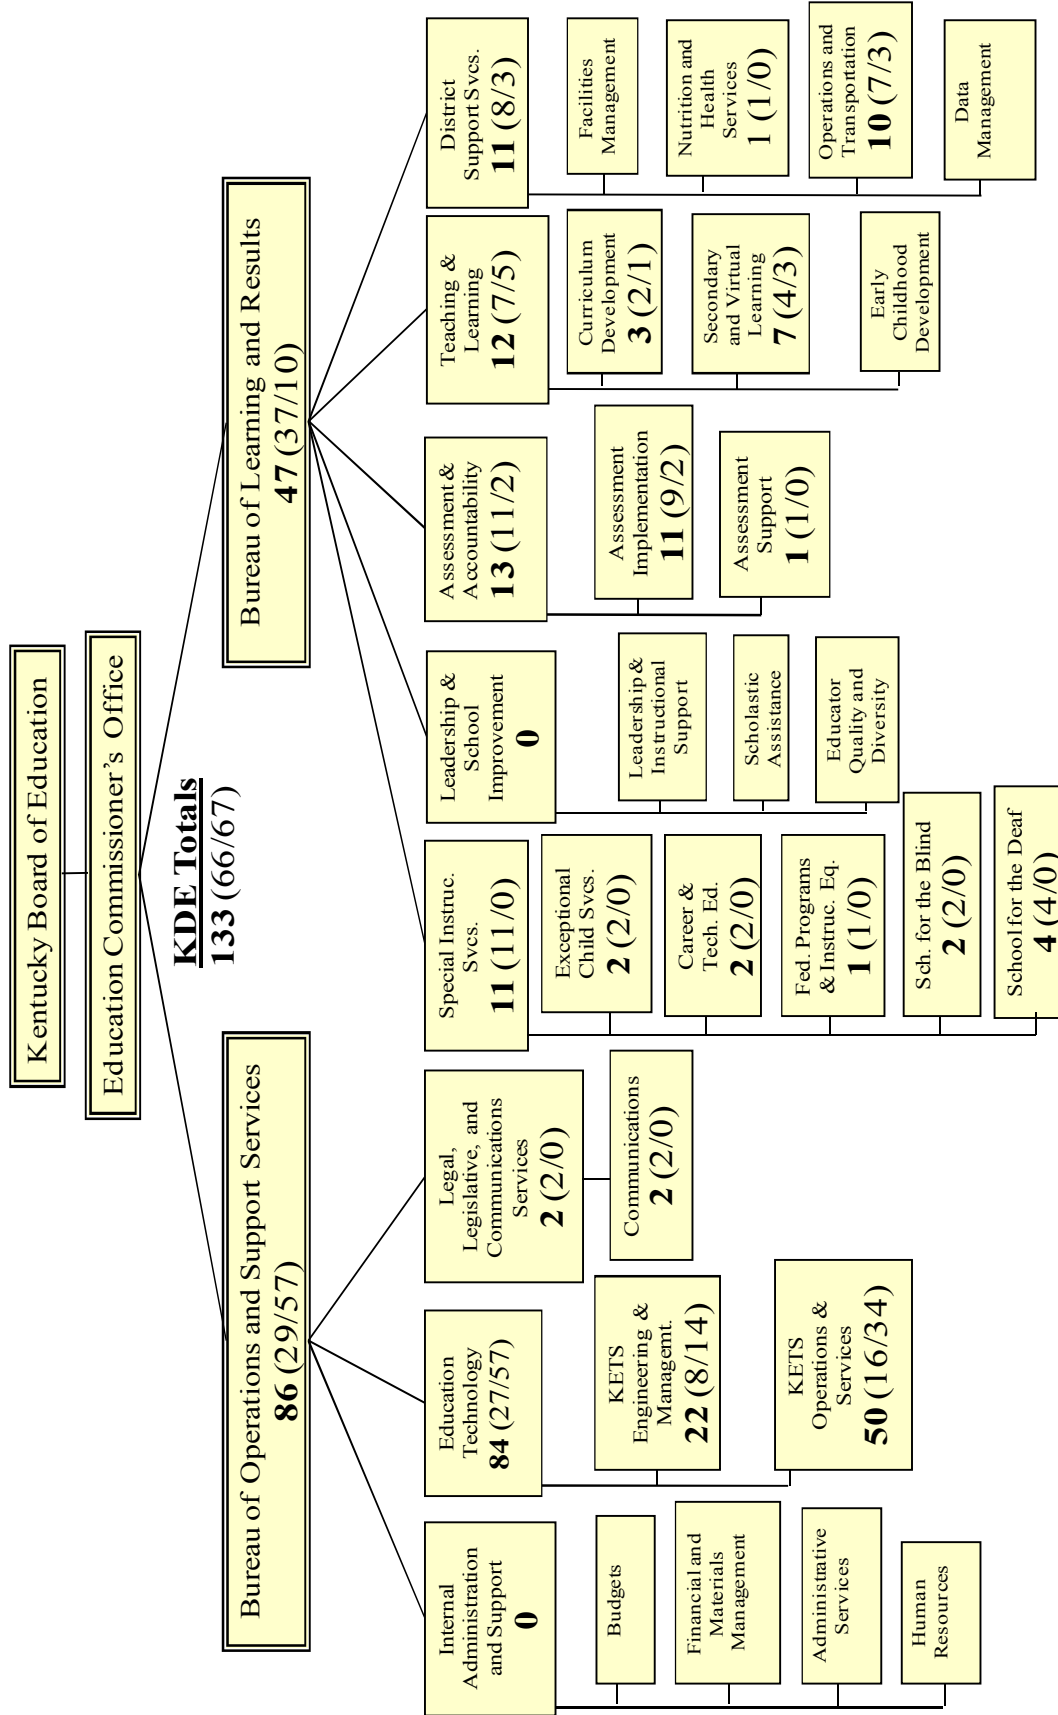 Kentucky Board of Education
Education Commissioner's Office
KDE Totals
133 (66/67)
Bureau of Operations and Support Services
86 (29/57)
Bureau of Learning and Results
47 (37/10)
Internal
Administration
and Support
0
Budgets
Financial and
Materials
Management
Administrative
Services
Human
Resources
Education
Technology
84 (27/57)
KETS
Engineering &
Managemt.
22 (8/14)
KETS
Operations &
Services
50 (16/34)
Legal,
Legislative, and
Communications
Services
2 (2/0)
Communications
2 (2/0)
Special Instruc.
Svcs.
11 (11/0)
Exceptional
Child Svcs.
2 (2/0)
Career &
Tech. Ed.
2 (2/0)
Fed. Programs
& Instruc. Eq.
1 (1/0)
Sch. for the Blind
2 (2/0)
School for the Deaf
4 (4/0)
Leadership &
School
Improvement
0
Leadership &
Instructional
Support
Scholastic
Assistance
Educator
Quality and
Diversity
Assessment &
Accountability
13 (11/2)
Assessment
Implementation
11 (9/2)
Assessment
Support
1 (1/0)
Teaching &
Learning
12 (7/5)
Curriculum
Development
3 (2/1)
Secondary
and Virtual
Learning
7 (4/3)
Early
Childhood
Development
District
Support Svcs.
11 (8/3)
Facilities
Management
Nutrition and
Health
Services
1 (1/0)
Operations and
Transportation
10 (7/3)
Data
Management